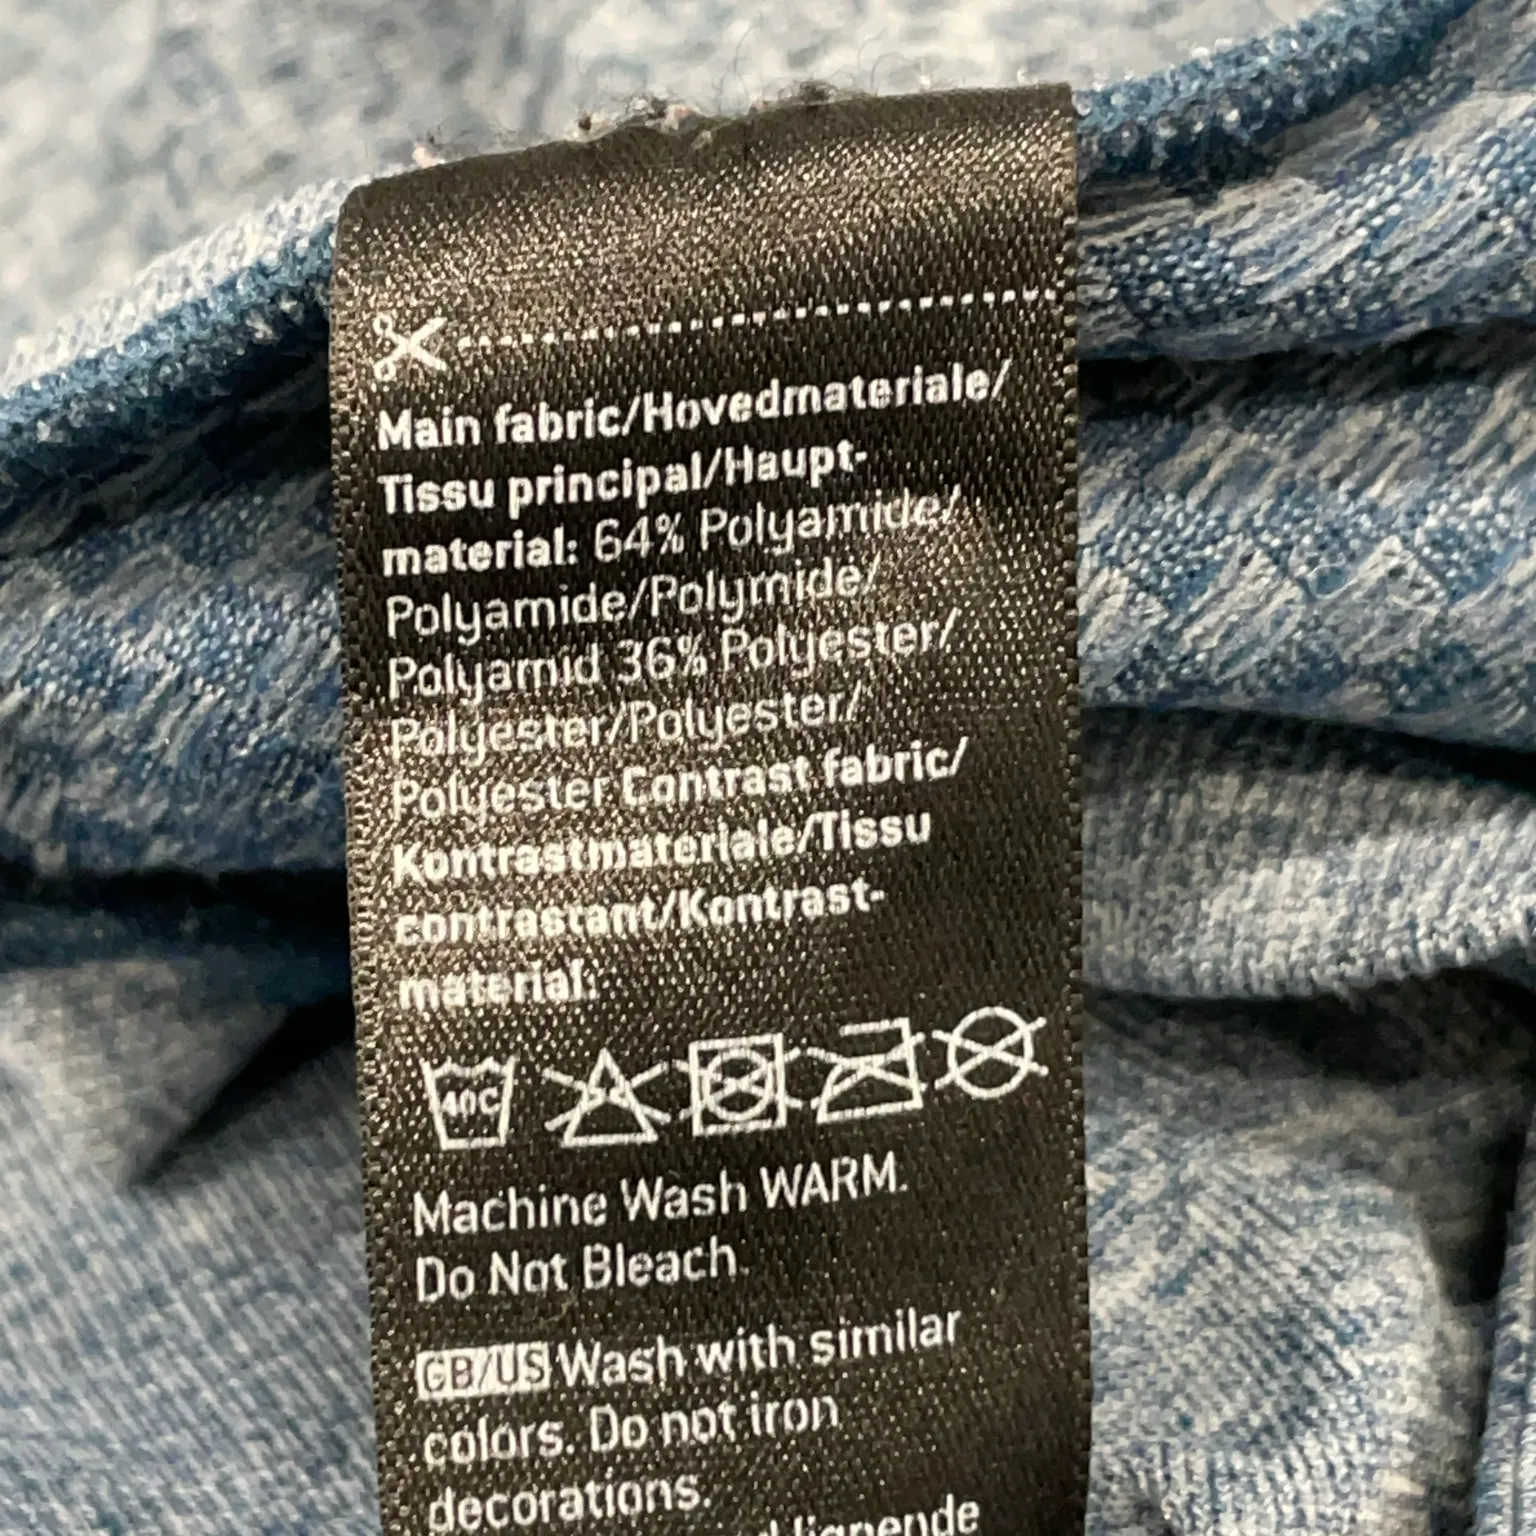 Main fabric/Hovedmateriale/
Tissu principal/Haupt-
material: 64% Polyamide/
Polyamide/Polymide/
Polyamid 36% Polyester/
Polyester/Polyester/
Polyester Contrast fabric/
Kontrastmateriale/Tissu
contrastant/Kontrast-
material:
40C
Machine Wash WARM.
Do Not Bleach.
GB/US Wash with similar
colors. Do not iron
decorations.
lignende